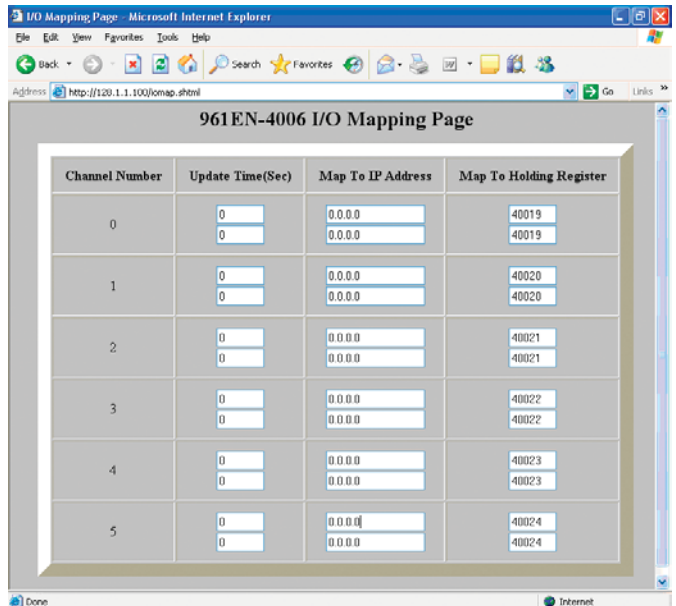 I/O Mapping Page - Microsoft Internet Explorer
File Edit View Favorites Tools Help
Back Search Favorites
Address http://128.1.1.100/iomap.shtml Go Links »
961EN-4006 I/O Mapping Page
Channel Number Update Time(Sec) Map To IP Address Map To Holding Register
0 0 0.0.0.0 40019
0 0.0.0.0 40019
1 0 0.0.0.0 40020
0 0.0.0.0 40020
2 0 0.0.0.0 40021
0 0.0.0.0 40021
3 0 0.0.0.0 40022
0 0.0.0.0 40022
4 0 0.0.0.0 40023
0 0.0.0.0 40023
5 0 0.0.0.0 40024
0 0.0.0.0 40024
Done Internet